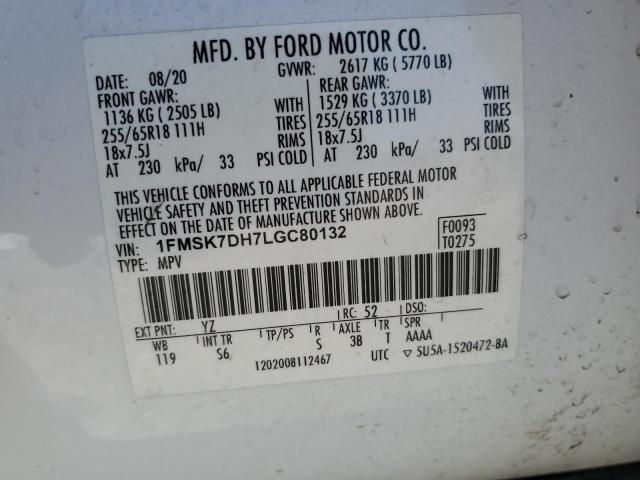 MFD. BY FORD MOTOR CO.
DATE: 08/20 GVWR: 2617 KG ( 5770 LB)
FRONT GAWR: REAR GAWR:
1136 KG ( 2505 LB) WITH 1529 KG ( 3370 LB) WITH
255/65R18 111H TIRES 255/65R18 111H TIRES
18x7.5J RIMS 18x7.5J RIMS
AT 230 kPa/ 33 PSI COLD AT 230 kPa/ 33 PSI COLD
THIS VEHICLE CONFORMS TO ALL APPLICABLE FEDERAL MOTOR
VEHICLE SAFETY AND THEFT PREVENTION STANDARDS IN
EFFECT ON THE DATE OF MANUFACTURE SHOWN ABOVE.
VIN: 1FMSK7DH7LGC80132 F0093
TYPE: MPV T0275
EXT PNT: YZ RC: 52 DSO:
WB INT TR TP/PS R AXLE TR SPR
119 S6 S 3B T AAAA
1202008112467 UTC ▽5U5A-1520472-BA